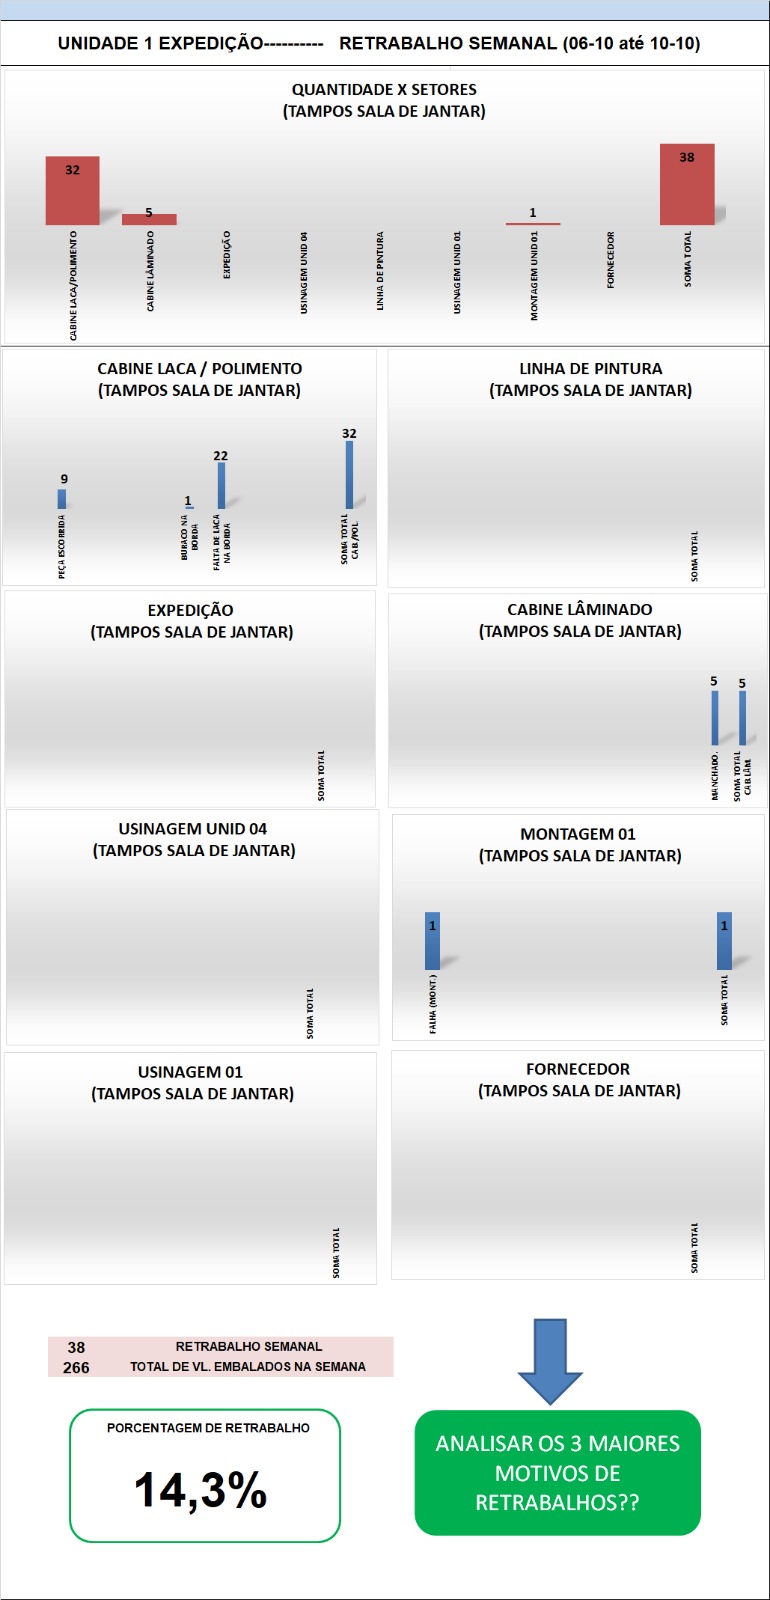 UNIDADE 1 EXPEDIÇÃO---------- RETRABALHO SEMANAL (06-10 até 10-10)
QUANTIDADE X SETORES
(TAMPOS SALA DE JANTAR)
32
5
1
38
CABINE LACA/POLIMENTO
CABINE LÂMINADO
EXPEDIÇÃO
USINAGEM UNID 04
LINHA DE PINTURA
USINAGEM UNID 01
MONTAGEM UNID 01
FORNECEDOR
SOMA TOTAL
CABINE LACA / POLIMENTO
(TAMPOS SALA DE JANTAR)
9
1
22
32
PEÇA ESCORRIDA
BURACO NA
BORDA
FALTA DE LACA
NA BORDA
SOMA TOTAL
CAB./POL.
LINHA DE PINTURA
(TAMPOS SALA DE JANTAR)
SOMA TOTAL
EXPEDIÇÃO
(TAMPOS SALA DE JANTAR)
SOMA TOTAL
CABINE LÂMINADO
(TAMPOS SALA DE JANTAR)
5
5
MANCHADO.
SOMA TOTAL
CAB LÂM.
USINAGEM UNID 04
(TAMPOS SALA DE JANTAR)
SOMA TOTAL
MONTAGEM 01
(TAMPOS SALA DE JANTAR)
1
1
FALHA (MONT.)
SOMA TOTAL
USINAGEM 01
(TAMPOS SALA DE JANTAR)
SOMA TOTAL
FORNECEDOR
(TAMPOS SALA DE JANTAR)
SOMA TOTAL
38 RETRABALHO SEMANAL
266 TOTAL DE VL. EMBALADOS NA SEMANA
PORCENTAGEM DE RETRABALHO
14,3%
ANALISAR OS 3 MAIORES
MOTIVOS DE
RETRABALHOS??